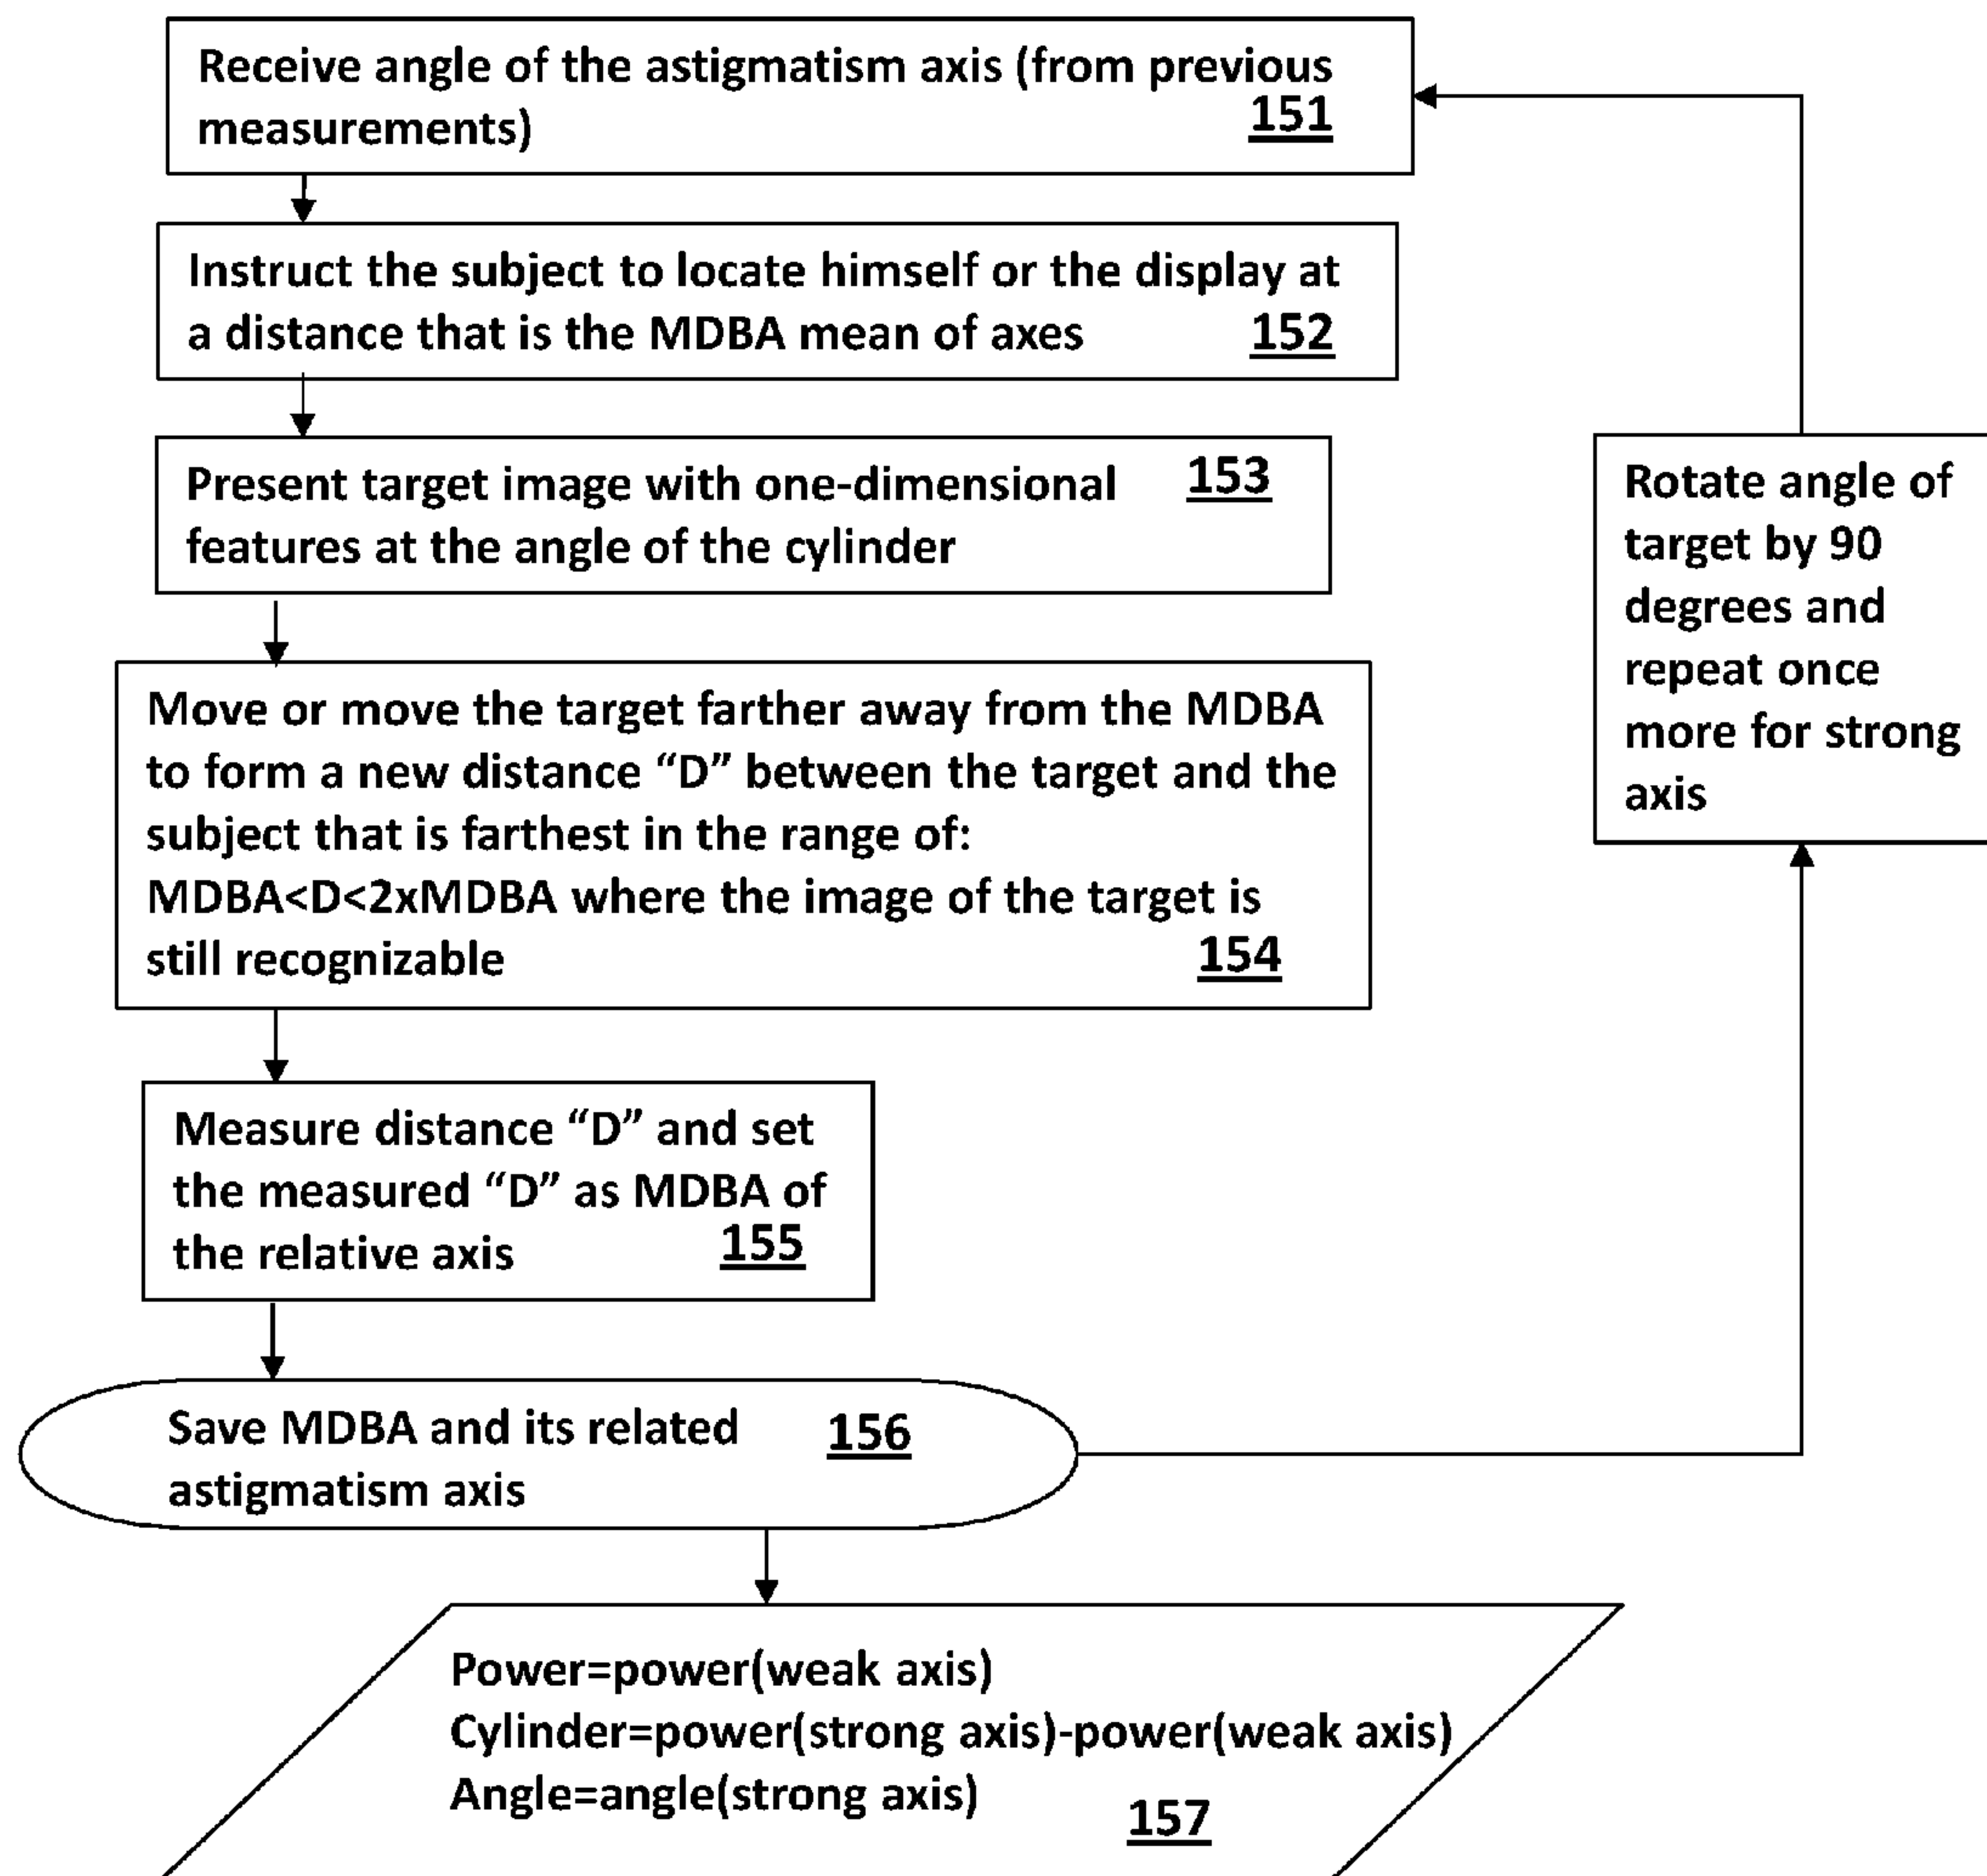 Receive angle of the astigmatism axis (from previous
measurements)
151
Instruct the subject to locate himself or the display at
a distance that is the MDBA mean of axes
152
Present target image with one-dimensional
153
features at the angle of the cylinder
Move or move the target farther away from the MDBA
to form a new distance “D” between the target and the
subject that is farthest in the range of:
MDBA<D<2xMDBA where the image of the target is
still recognizable
154
Measure distance “D” and set
the measured “D” as MDBA of
the relative axis
155
Save MDBA and its related
156
astigmatism axis
Rotate angle of
target by 90
degrees and
repeat once
more for strong
axis
Power=power(weak axis)
Cylinder=power(strong axis)-power(weak axis)
Angle=angle(strong axis)
157